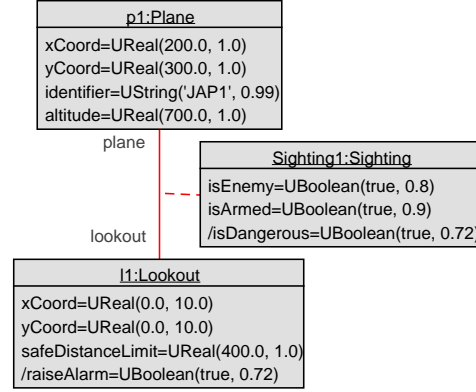 p1:Plane
xCoord=UReal(200.0, 1.0)
yCoord=UReal(300.0, 1.0)
identifier=UString('JAP1', 0.99)
altitude=UReal(700.0, 1.0)
plane
Sighting1:Sighting
isEnemy=UBoolean(true, 0.8)
isArmed=UBoolean(true, 0.9)
/isDangerous=UBoolean(true, 0.72)
lookout
l1:Lookout
xCoord=UReal(0.0, 10.0)
yCoord=UReal(0.0, 10.0)
safeDistanceLimit=UReal(400.0, 1.0)
/raiseAlarm=UBoolean(true, 0.72)